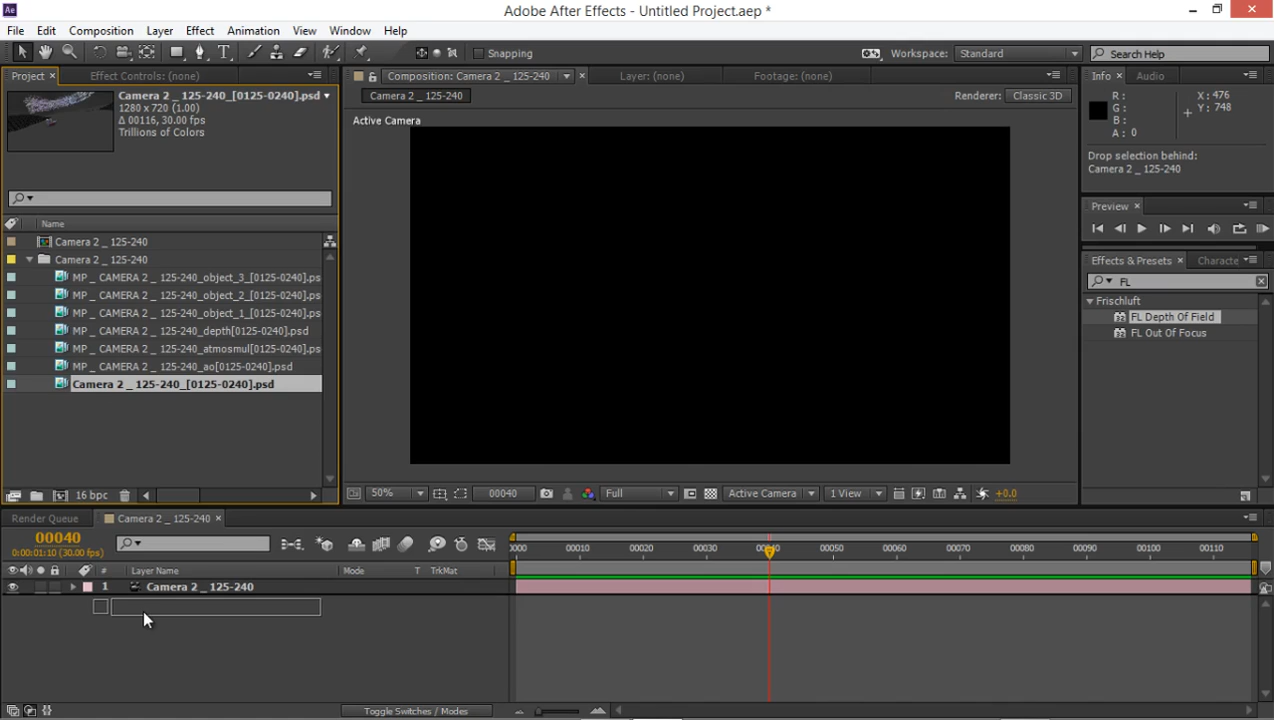 Ae Adobe After Effects - Untitled Project.aep *
File Edit Composition Layer Effect Animation View Window Help
Snapping Workspace: Standard Search Help
Project × Effect Controls: (none) Composition: Camera 2 _ 125-240 × Layer: (none) Footage: (none) Info × Audio
Camera 2 _ 125-240_[0125-0240].psd
1280 x 720 (1.00)
Δ 00116, 30.00 fps
Trillions of Colors
Camera 2 _ 125-240 Renderer: Classic 3D
Active Camera
R :
G :
B :
A : 0
X : 476
Y : 748
Drop selection behind:
Camera 2 _ 125-240
Preview ×
Effects & Presets × Characte
FL
Frischluft
FL Depth Of Field
FL Out Of Focus
Name
Camera 2 _ 125-240
Camera 2 _ 125-240
MP _ CAMERA 2 _ 125-240_object_3_[0125-0240].ps
MP _ CAMERA 2 _ 125-240_object_2_[0125-0240].ps
MP _ CAMERA 2 _ 125-240_object_1_[0125-0240].ps
MP _ CAMERA 2 _ 125-240_depth[0125-0240].psd
MP _ CAMERA 2 _ 125-240_atmosmul[0125-0240].ps
MP _ CAMERA 2 _ 125-240_ao[0125-0240].psd
Camera 2 _ 125-240_[0125-0240].psd
16 bpc
50% 00040 Full Active Camera 1 View +0.0
Render Queue Camera 2 _ 125-240 ×
00040
0:00:01:10 (30.00 fps)
0000 00010 00020 00030 00040 00050 00060 00070 00080 00090 00100 00110
# Layer Name Mode T TrkMat
1 Camera 2 _ 125-240
Toggle Switches / Modes